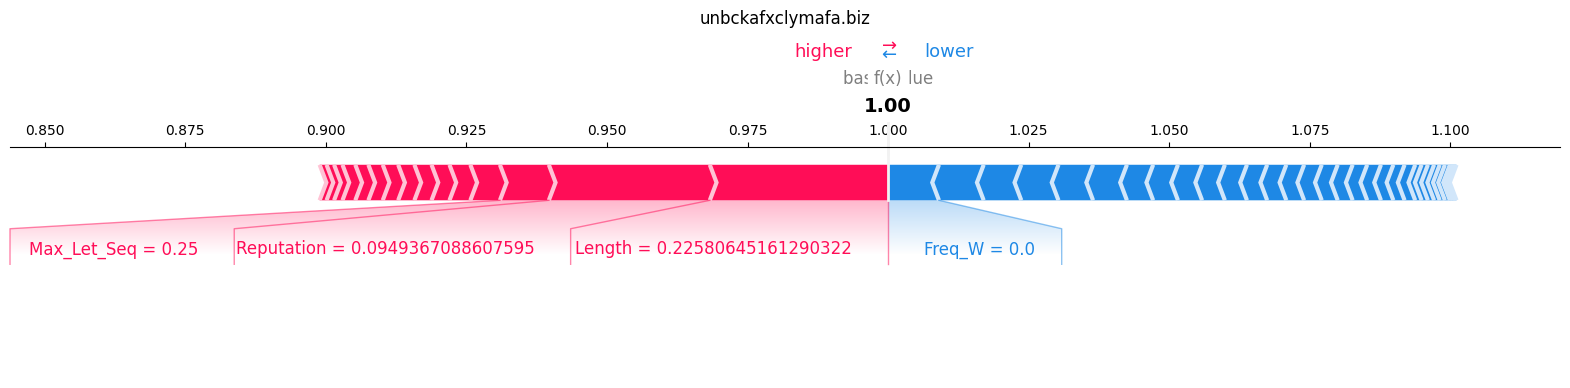 unbckafxclymafa.biz
higher → ← lower
f(x)
1.00
0.850 0.875 0.900 0.925 0.950 0.975 1.000 1.025 1.050 1.075 1.100
Max_Let_Seq = 0.25 Reputation = 0.0949367088607595 Length = 0.22580645161290322 Freq_W = 0.0